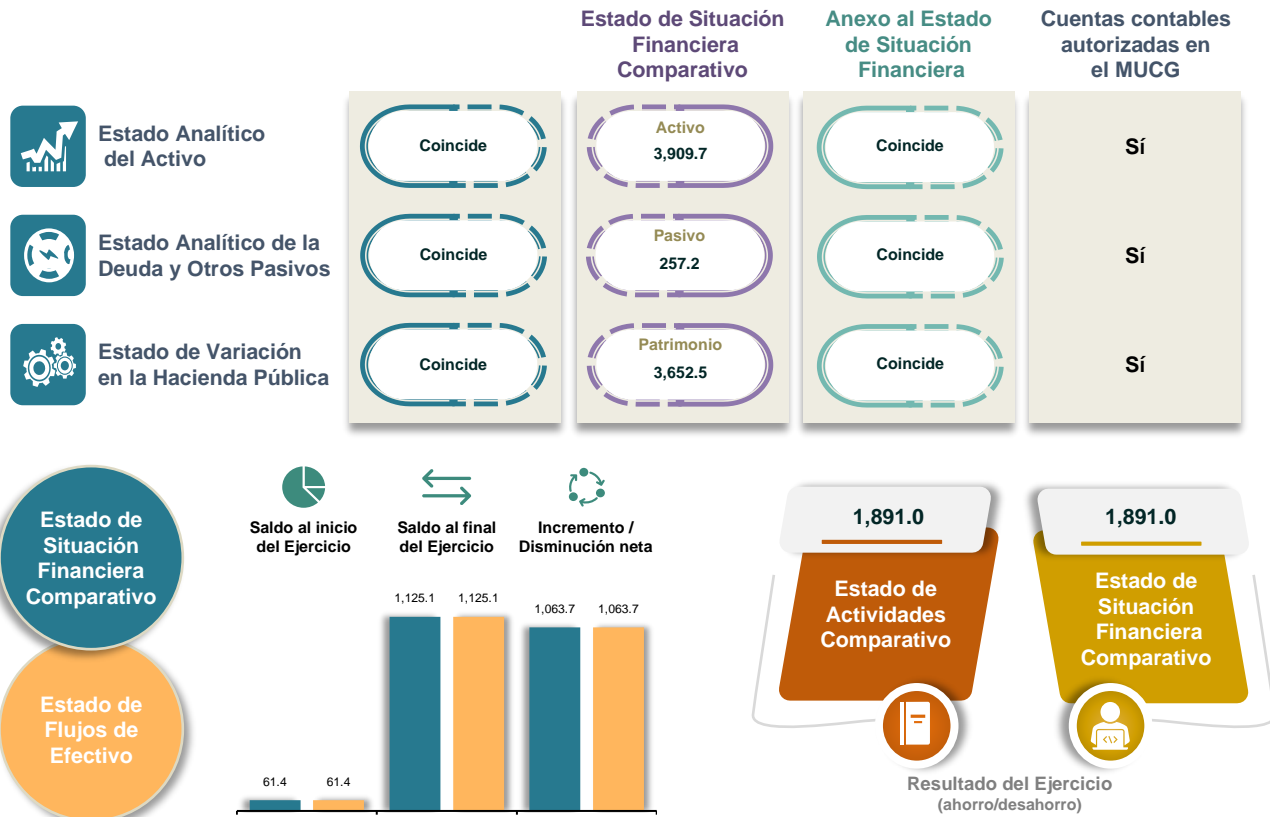 Estado de Situación
Financiera
Comparativo
Anexo al Estado
de Situación
Financiera
Cuentas contables
autorizadas en
el MUCG
Estado Analítico
del Activo
Coincide
Activo
3,909.7
Coincide
Sí
Estado Analítico de la
Deuda y Otros Pasivos
Coincide
Pasivo
257.2
Coincide
Sí
Estado de Variación
en la Hacienda Pública
Coincide
Patrimonio
3,652.5
Coincide
Sí
Estado de
Situación
Financiera
Comparativo
Estado de
Flujos de
Efectivo
Saldo al inicio
del Ejercicio
Saldo al final
del Ejercicio
Incremento /
Disminución neta
61.4
61.4
1,125.1
1,125.1
1,063.7
1,063.7
1,891.0
Estado de
Actividades
Comparativo
1,891.0
Estado de
Situación
Financiera
Comparativo
Resultado del Ejercicio
(ahorro/desahorro)